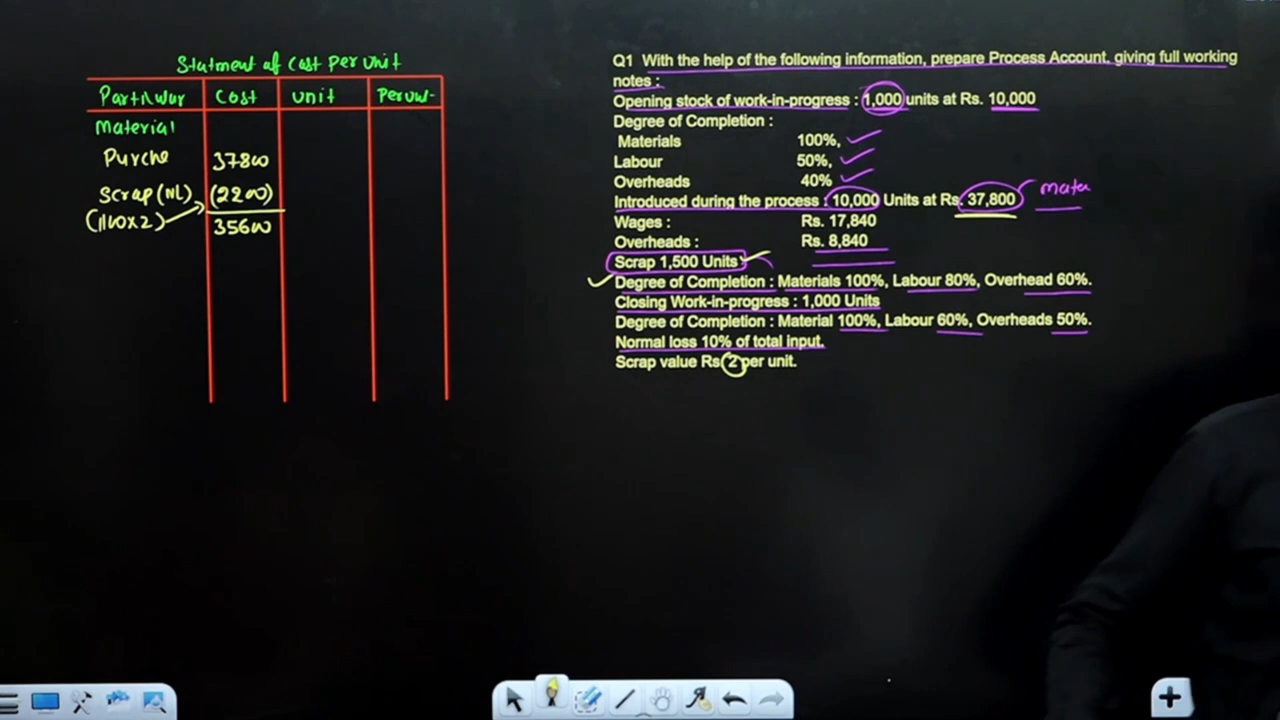 Statment of Cost Per Unit
Particular Cost unit Per unit
Material
Purche 37800
Scrap (NL) (2200)
(1100x2) 35600
Q1 With the help of the following information, prepare Process Account, giving full working
notes :
Opening stock of work-in-progress : 1,000 units at Rs. 10,000
Degree of Completion :
Materials 100%,
Labour 50%,
Overheads 40%
Introduced during the process : 10,000 Units at Rs. 37,800 mate
Wages : Rs. 17,840
Overheads : Rs. 8,840
Scrap 1,500 Units
Degree of Completion : Materials 100%, Labour 80%, Overhead 60%.
Closing Work-in-progress : 1,000 Units
Degree of Completion : Material 100%, Labour 60%, Overheads 50%.
Normal loss 10% of total input.
Scrap value Rs 2 per unit.